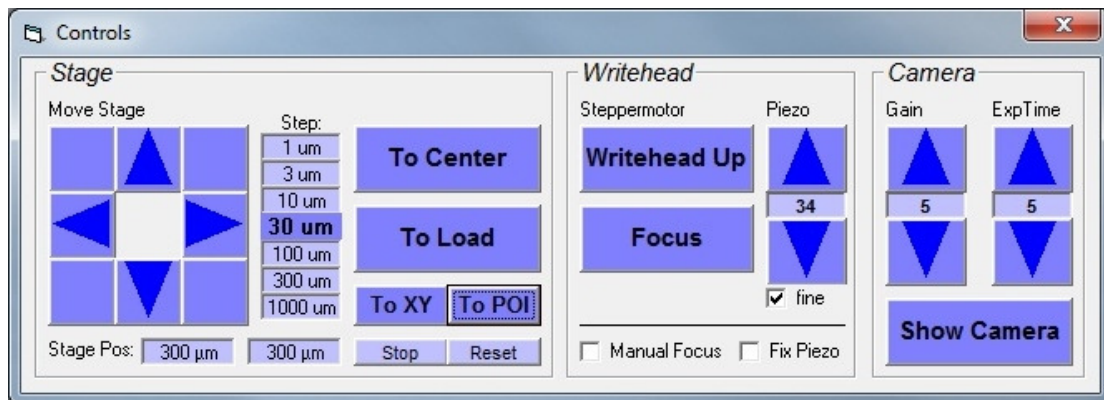 Controls
X
Stage
Move Stage
Step:
1 um
3 um
10 um
30 um
100 um
300 um
1000 um
To Center
To Load
To XY To POI
Stage Pos: 300 µm 300 µm
Stop Reset
Writehead
Steppermotor Piezo
Writehead Up
34
Focus
fine
Manual Focus Fix Piezo
Camera
Gain ExpTime
5 5
Show Camera